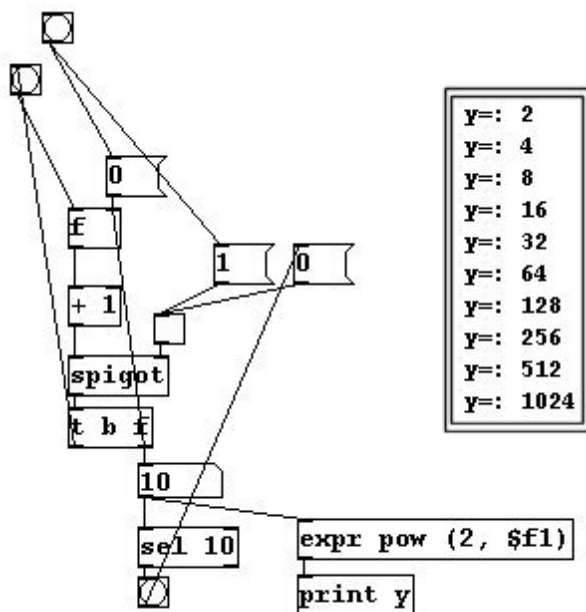 0
f
1
0
+ 1
spigot
t b f
10
sel 10
expr pow (2, $f1)
print y
y=: 2
y=: 4
y=: 8
y=: 16
y=: 32
y=: 64
y=: 128
y=: 256
y=: 512
y=: 1024